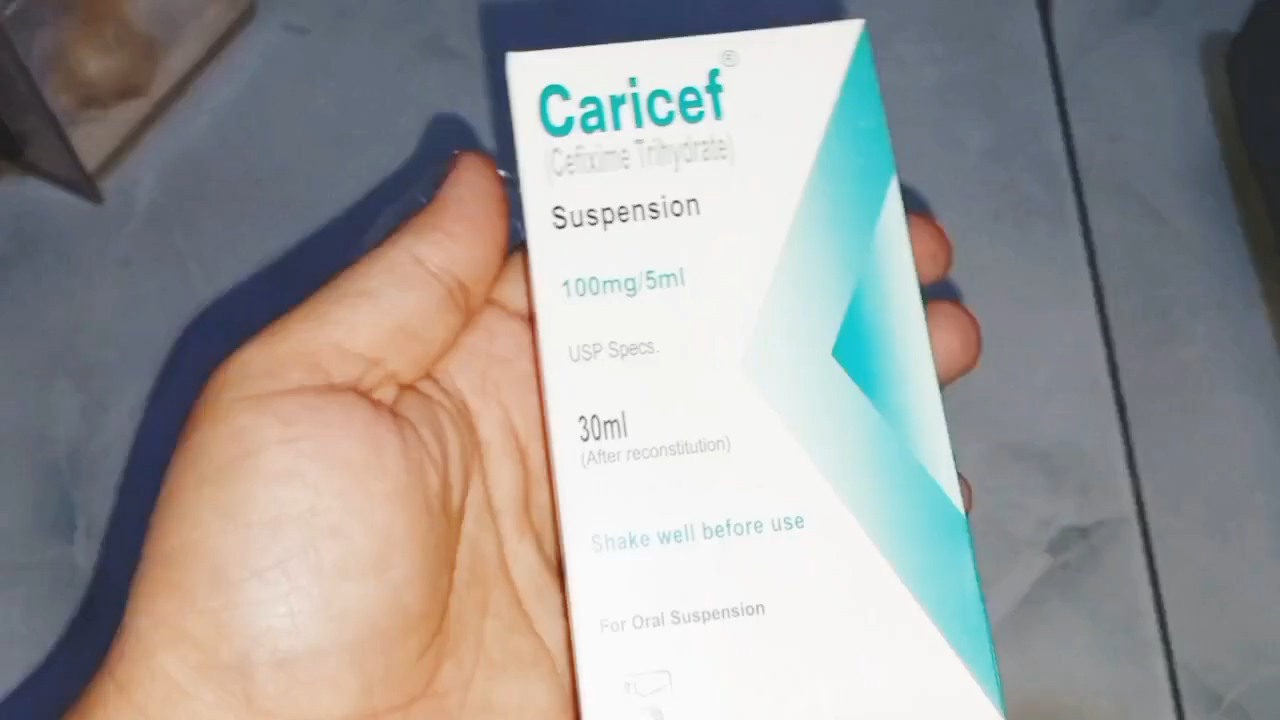 Caricef®
(Cefixime Trihydrate)
Suspension
100mg/5ml
USP Specs.
30ml
(After reconstitution)
Shake well before use
For Oral Suspension